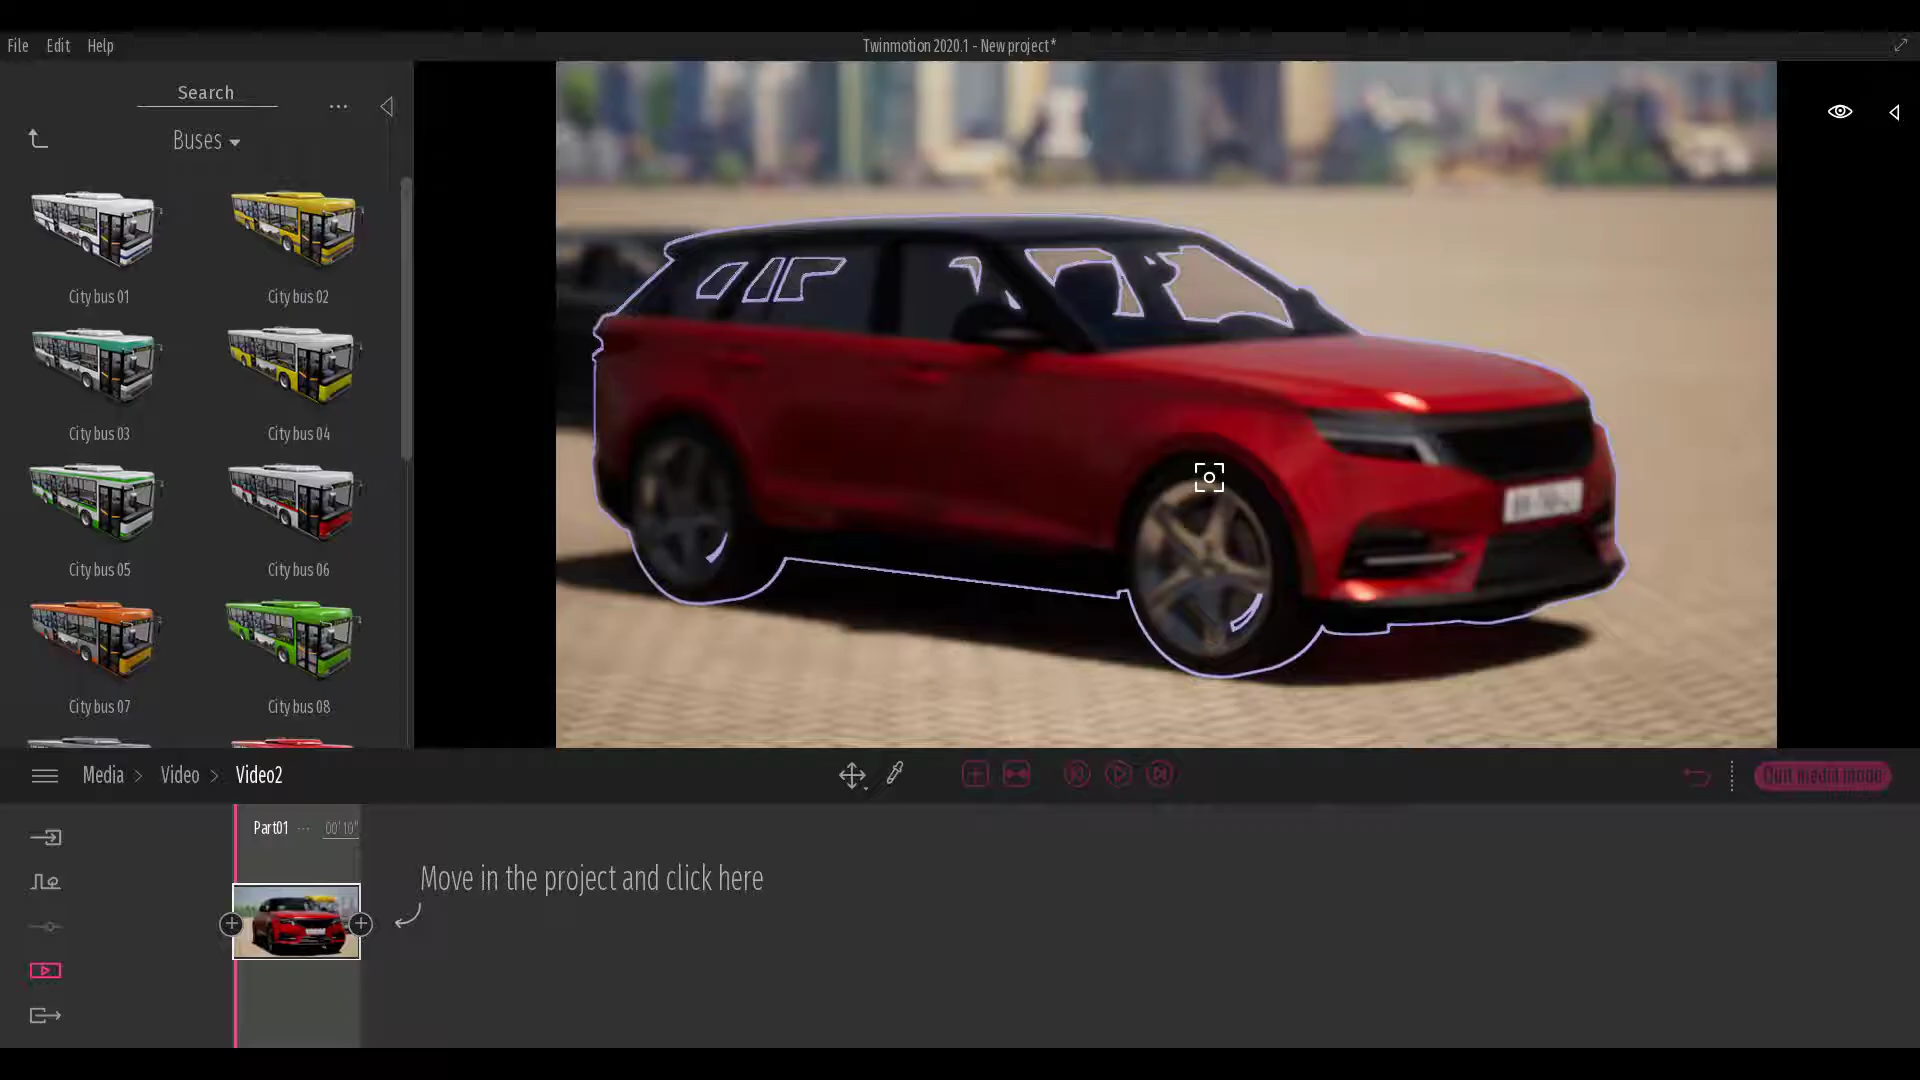 File Edit Help
Twinmotion 2020.1 - New project*
Search
Buses
City bus 01
City bus 02
City bus 03
City bus 04
City bus 05
City bus 06
City bus 07
City bus 08
Media > Video > Video2
Quit media mode
Part01 ... 00'10"
Move in the project and click here